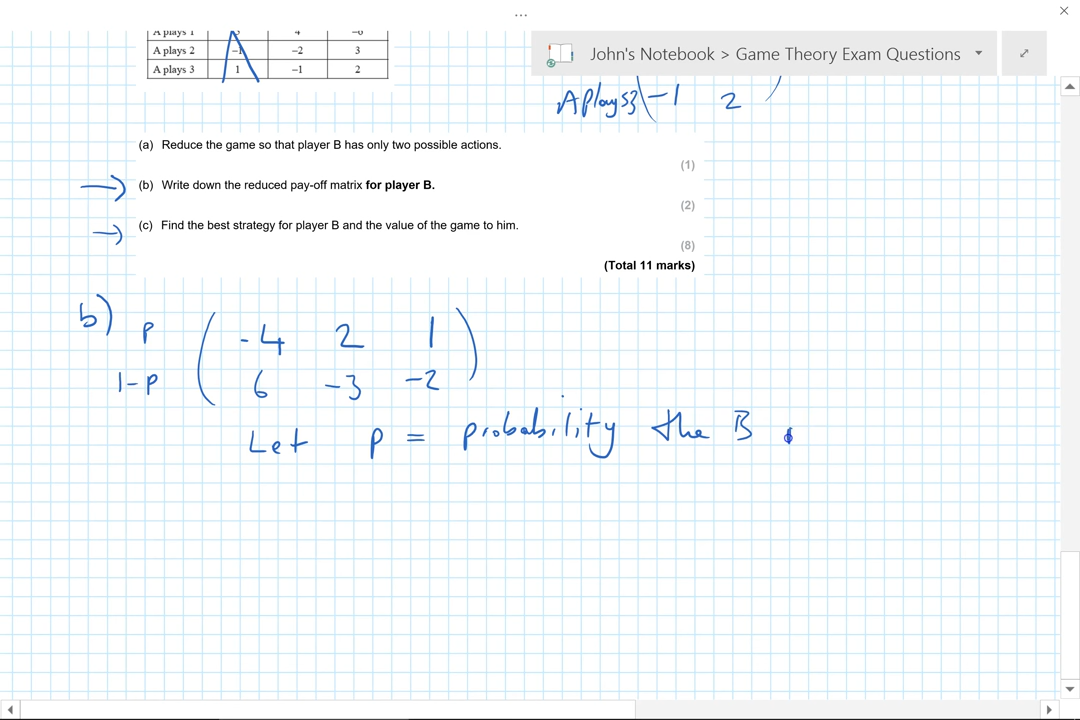 ...
A plays 1 4 −6
A plays 2 −1 −2 3
A plays 3 1 −1 2
John's Notebook > Game Theory Exam Questions
A plays 3 −1 2
(a) Reduce the game so that player B has only two possible actions.
(1)
(b) Write down the reduced pay-off matrix for player B.
(2)
(c) Find the best strategy for player B and the value of the game to him.
(8)
(Total 11 marks)
b) p ( -4 2 1 )
1-p 6 -3 -2
Let p = probability the B